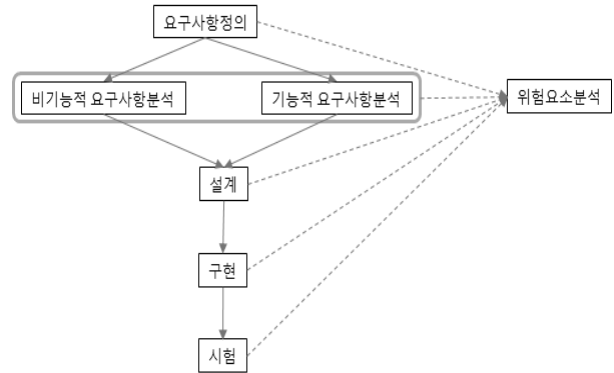 요구사항정의
비기능적 요구사항분석
기능적 요구사항분석
위험요소분석
설계
구현
시험